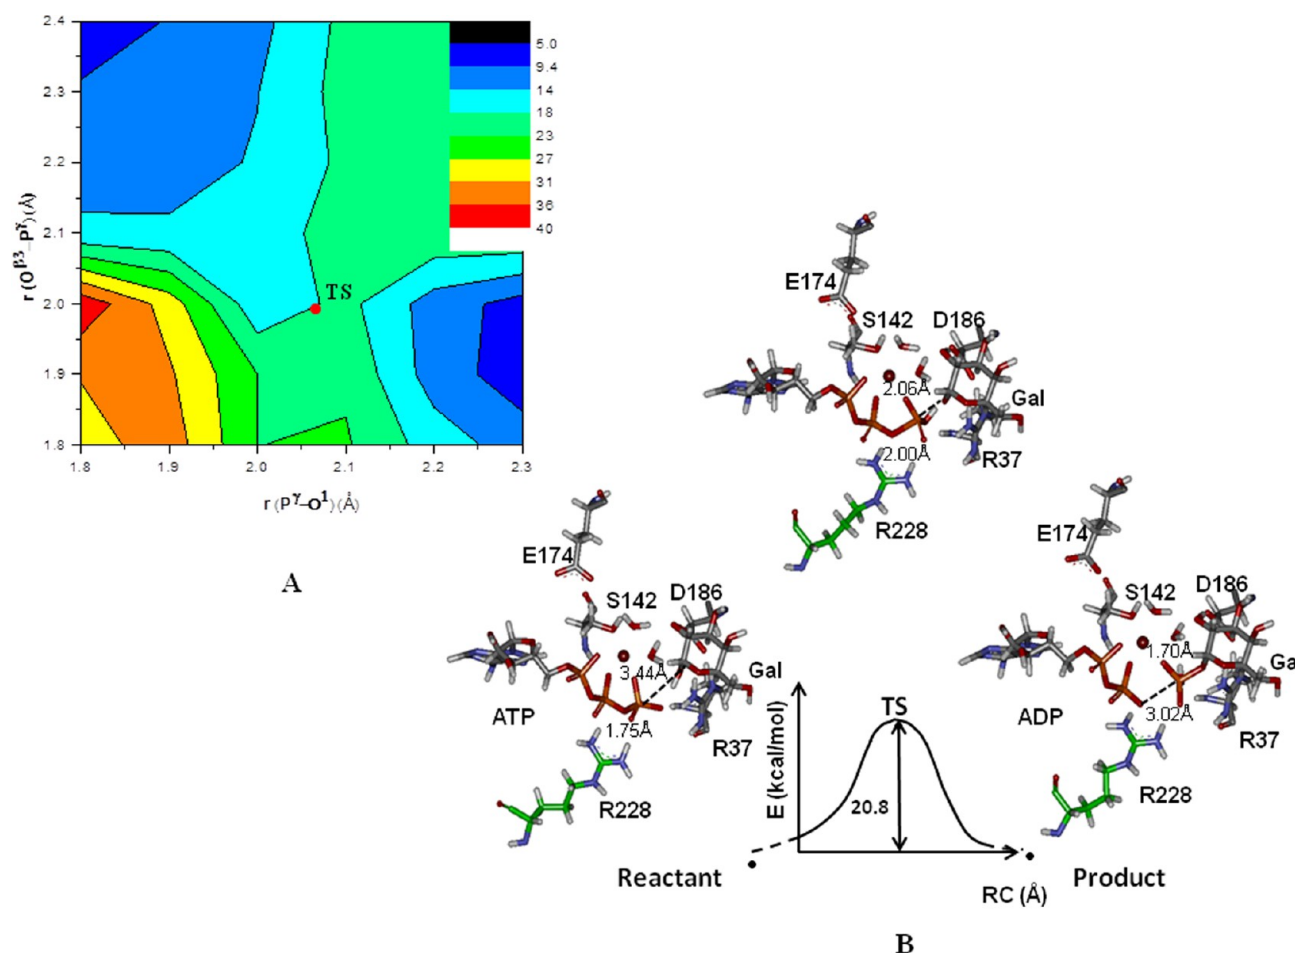 2.4
2.3
2.2
2.1
2.0
1.9
1.8
r (Oᵝ³–Pᵞ) (Å)
1.8 1.9 2.0 2.1 2.2 2.3
r (Pᵞ–O¹) (Å)
TS
5.0
9.4
14
18
23
27
31
36
40
A
E174
S142 D186
2.06Å
Gal
2.00Å
R37
R228
E174
S142 D186
3.44Å
Gal
ATP
1.75Å
R37
R228
Reactant
E174
S142 D186
1.70Å
Ga
ADP
3.02Å
R37
R228
Product
TS
E (kcal/mol)
20.8
RC (Å)
B